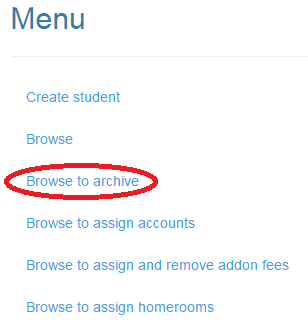 Menu
Create student
Browse
Browse to archive
Browse to assign accounts
Browse to assign and remove addon fees
Browse to assign homerooms